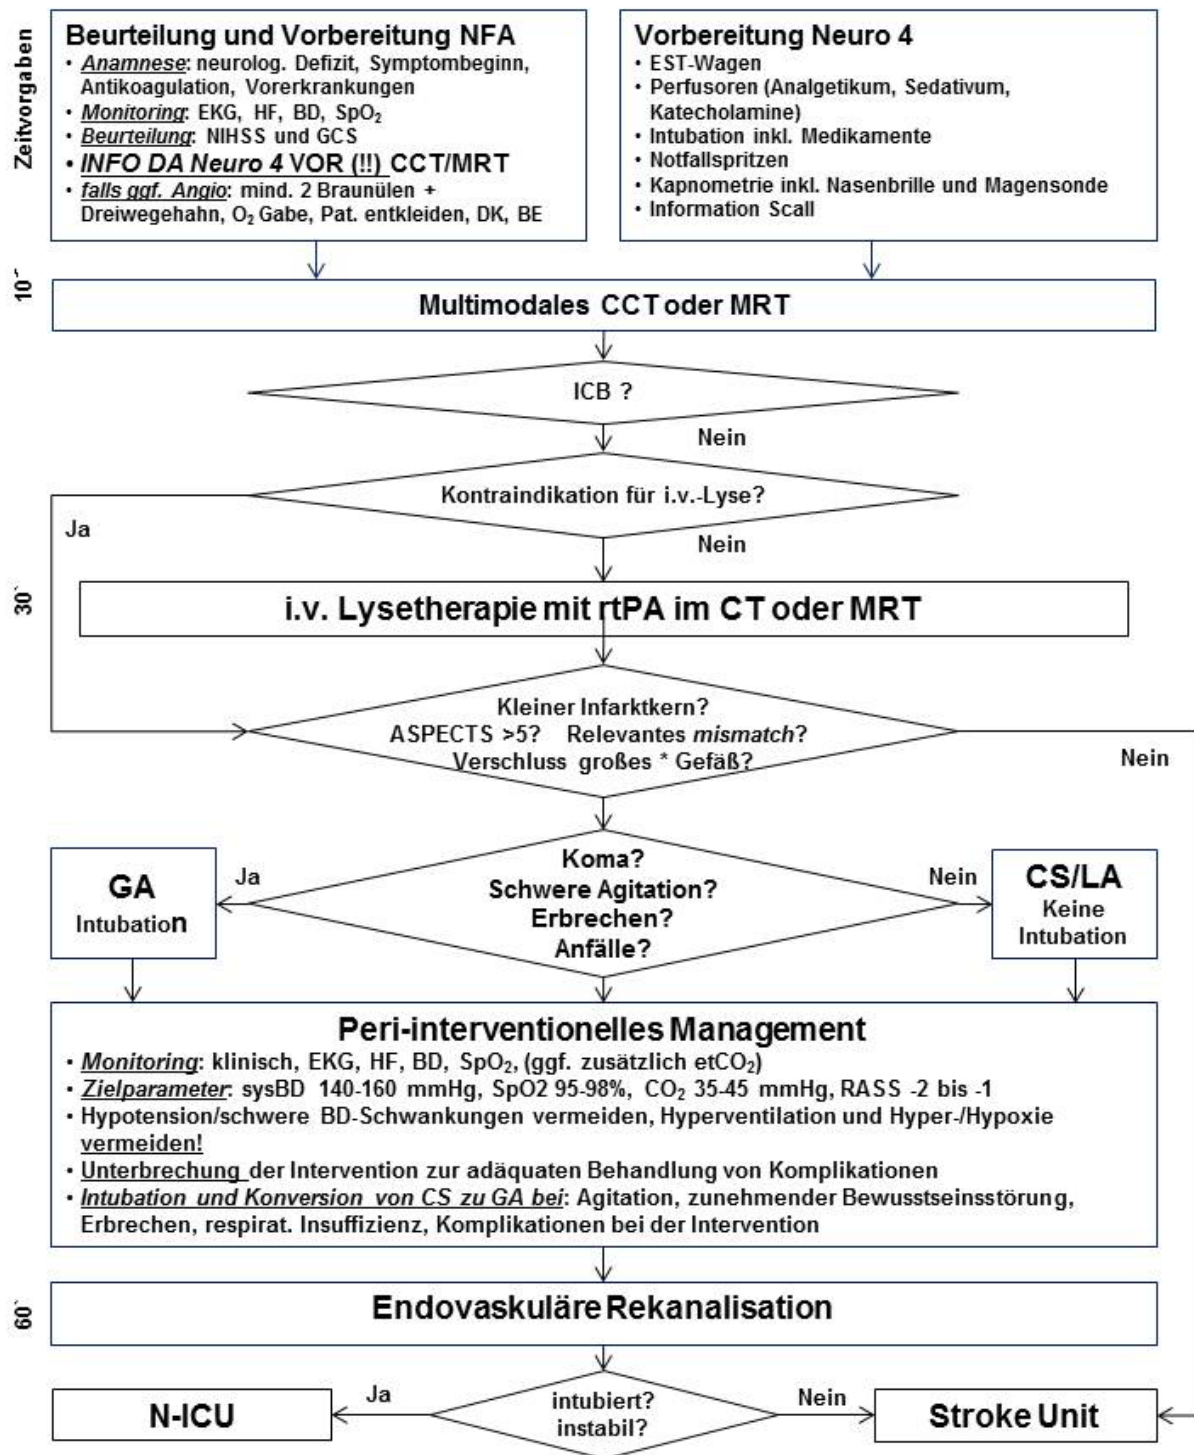 Zeitvorgaben
Beurteilung und Vorbereitung NFA
• Anamnese: neurolog. Defizit, Symptombeginn,
Antikoagulation, Vorerkrankungen
• Monitoring: EKG, HF, BD, SpO₂
• Beurteilung: NIHSS und GCS
• INFO DA Neuro 4 VOR (!!) CCT/MRT
• falls ggf. Angio: mind. 2 Braunülen +
Dreiwegehahn, O₂ Gabe, Pat. entkleiden, DK, BE
Vorbereitung Neuro 4
• EST-Wagen
• Perfusoren (Analgetikum, Sedativum,
Katecholamine)
• Intubation inkl. Medikamente
• Notfallspritzen
• Kapnometrie inkl. Nasenbrille und Magensonde
• Information Scall
10`
Multimodales CCT oder MRT
ICB ?
Nein
Kontraindikation für i.v.-Lyse?
Ja
Nein
30`
i.v. Lysetherapie mit rtPA im CT oder MRT
Kleiner Infarktkern?
ASPECTS >5? Relevantes mismatch?
Verschluss großes * Gefäß?
Nein
GA
Intubation
Ja
Koma?
Schwere Agitation?
Erbrechen?
Anfälle?
Nein
CS/LA
Keine
Intubation
Peri-interventionelles Management
• Monitoring: klinisch, EKG, HF, BD, SpO₂, (ggf. zusätzlich etCO₂)
• Zielparameter: sysBD 140-160 mmHg, SpO2 95-98%, CO₂ 35-45 mmHg, RASS -2 bis -1
• Hypotension/schwere BD-Schwankungen vermeiden, Hyperventilation und Hyper-/Hypoxie
vermeiden!
• Unterbrechung der Intervention zur adäquaten Behandlung von Komplikationen
• Intubation und Konversion von CS zu GA bei: Agitation, zunehmender Bewusstseinsstörung,
Erbrechen, respirat. Insuffizienz, Komplikationen bei der Intervention
60`
Endovaskuläre Rekanalisation
N-ICU
Ja
intubiert?
instabil?
Nein
Stroke Unit